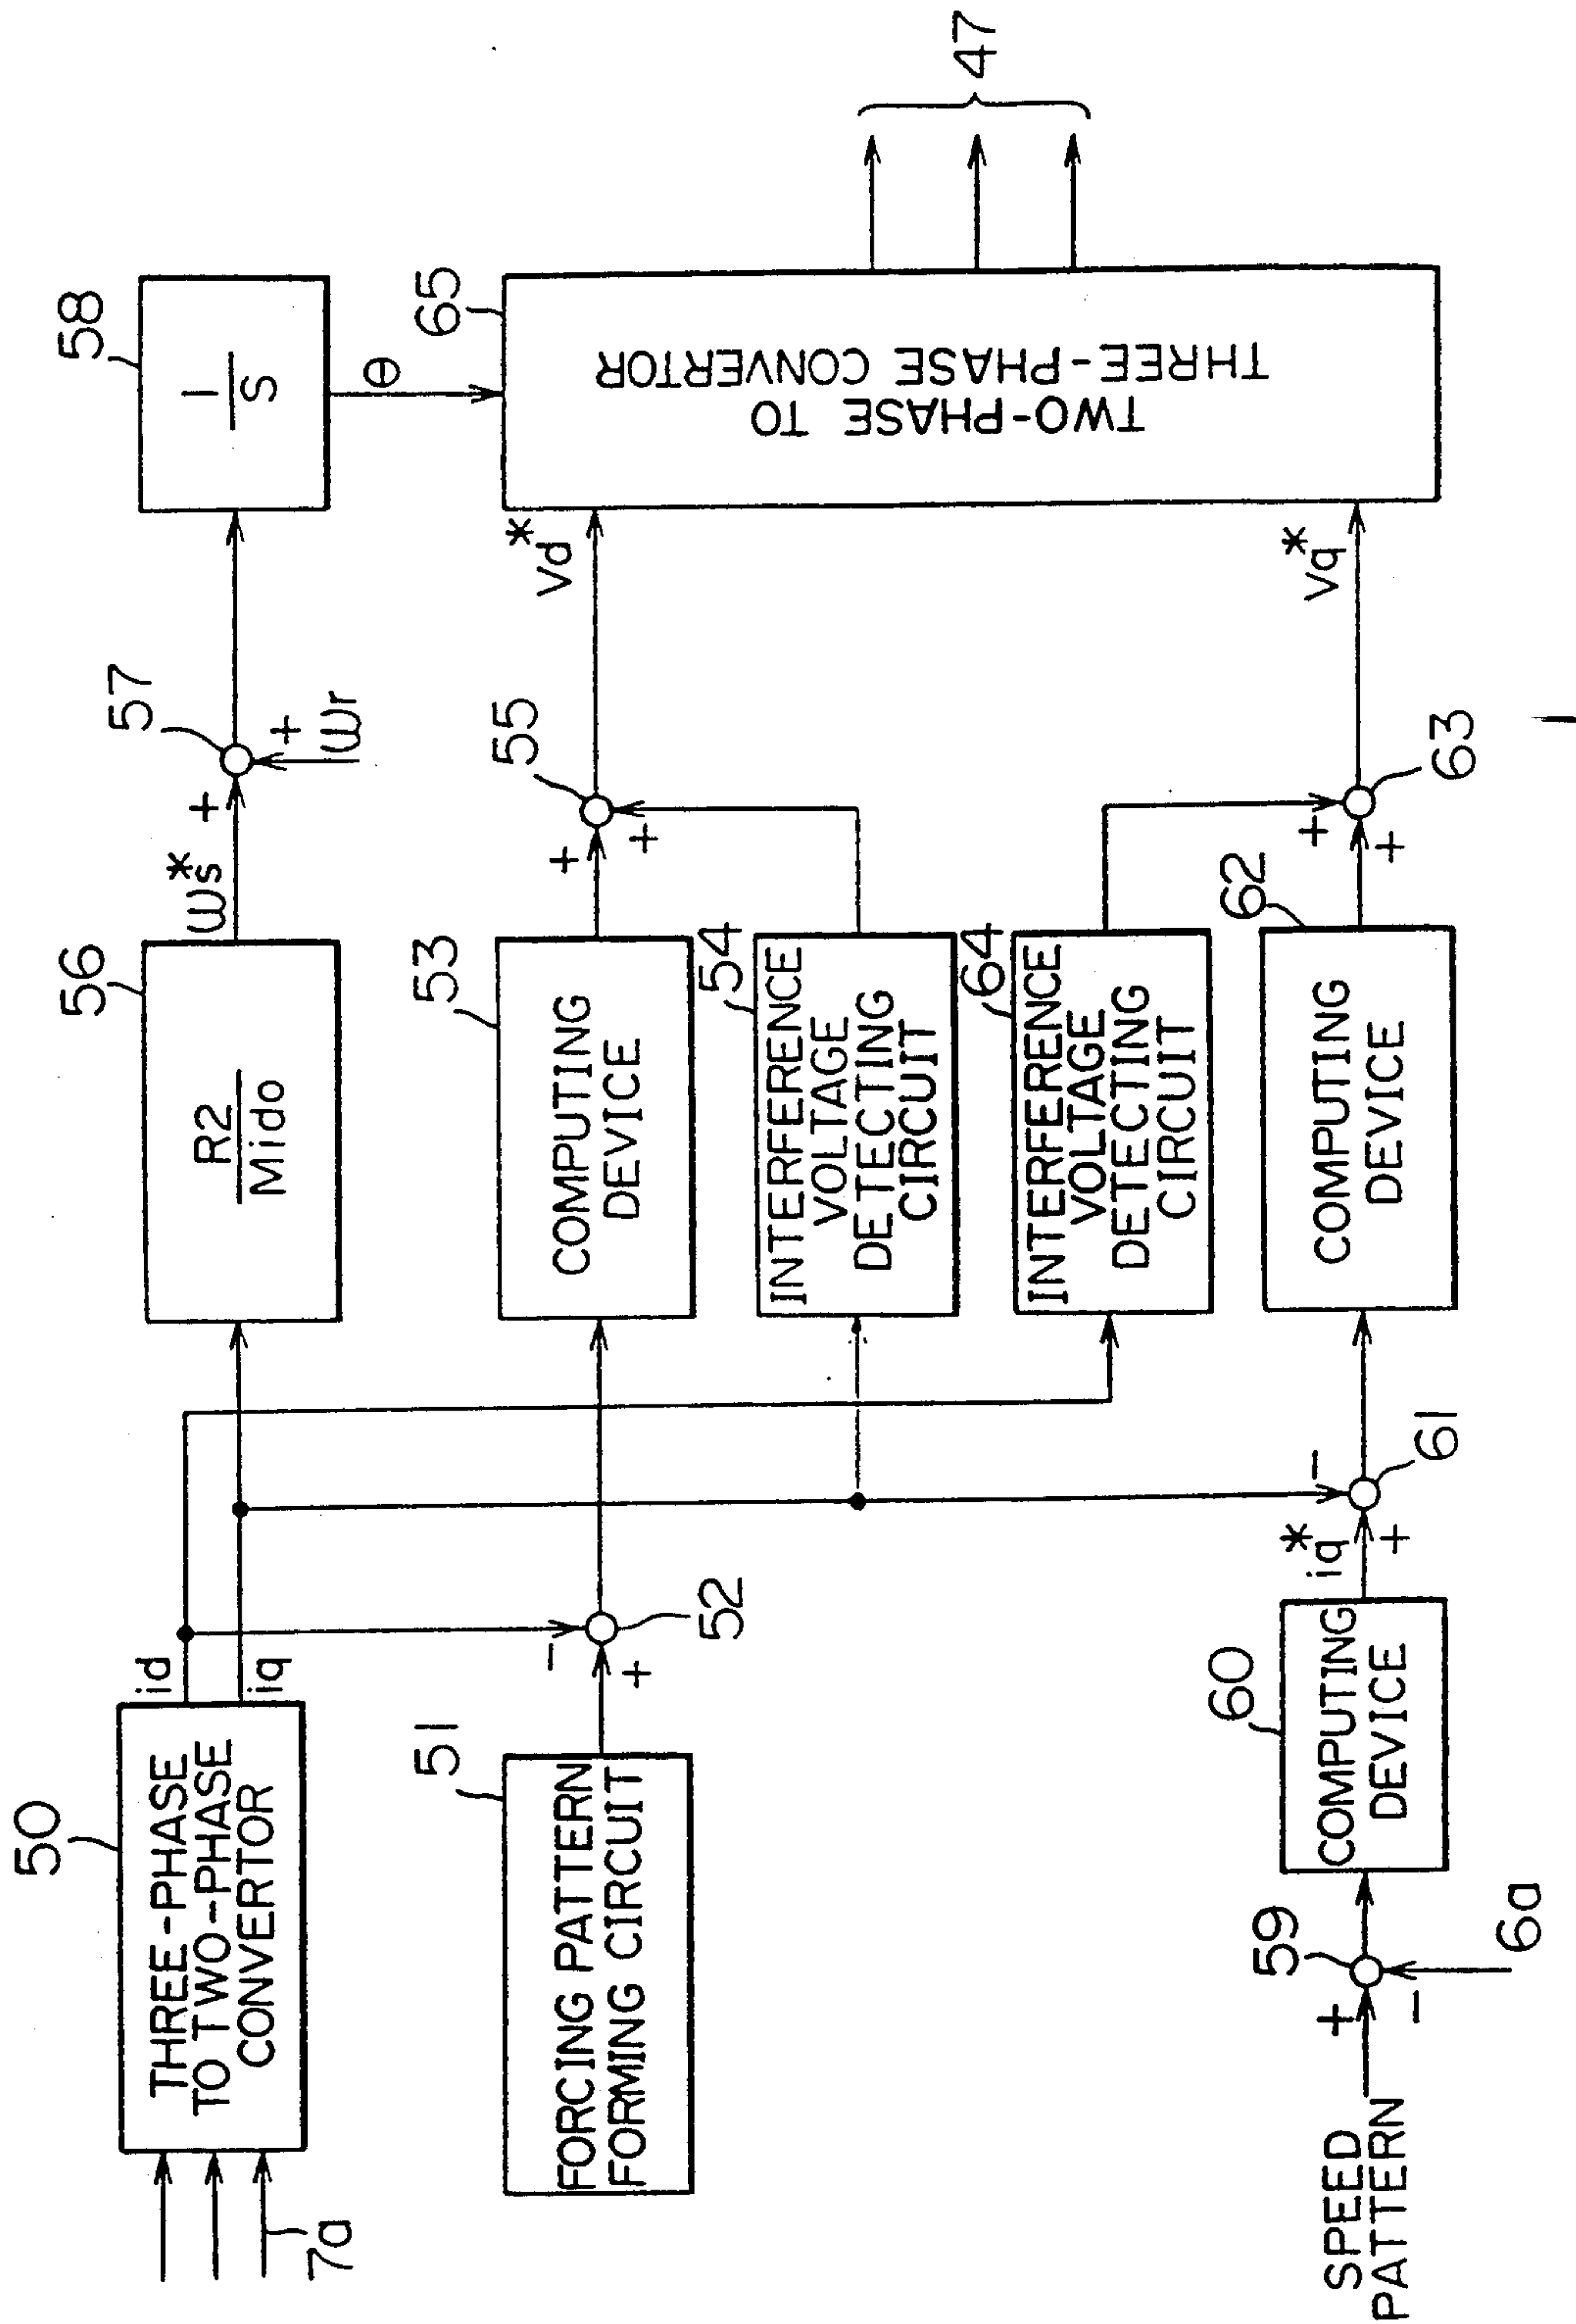 50
THREE-PHASE
TO TWO-PHASE
CONVERTOR
7a
id
iq
56
R2
Mido
ωs*
+
57
+
ωr
58
1
S
θ
51
FORCING PATTERN
FORMING CIRCUIT
-
+
52
53
COMPUTING
DEVICE
+
+
55
Vd*
65
TWO-PHASE TO
THREE-PHASE CONVERTOR
47
54
INTERFERENCE
VOLTAGE
DETECTING
CIRCUIT
64
INTERFERENCE
VOLTAGE
DETECTING
CIRCUIT
SPEED
PATTERN
+
-
59
6a
60
COMPUTING
DEVICE
iq*
-
+
61
62
COMPUTING
DEVICE
+
+
63
Vq*